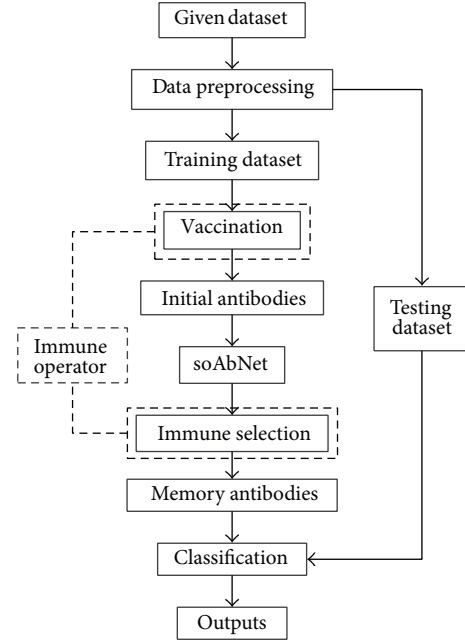 Given dataset
Data preprocessing
Training dataset
Vaccination
Initial antibodies
Testing
dataset
Immune
operator
soAbNet
Immune selection
Memory antibodies
Classification
Outputs